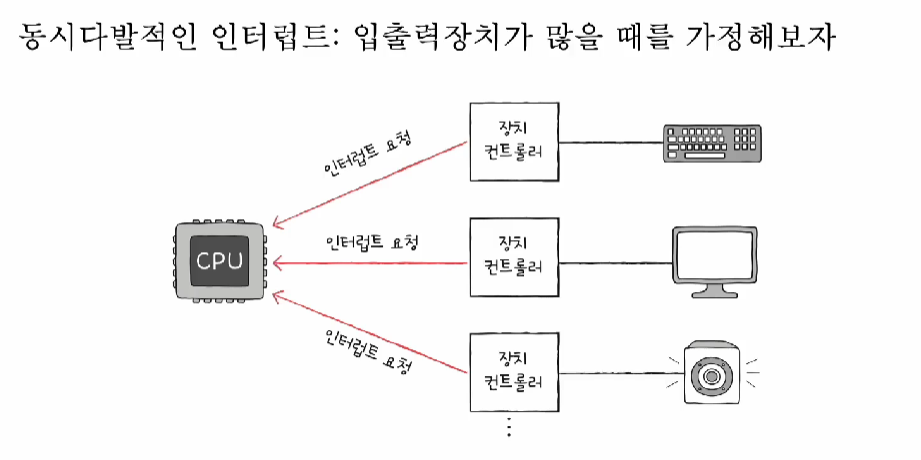 동시다발적인 인터럽트: 입출력장치가 많을 때를 가정해보자
인터럽트 요청
장치
컨트롤러
CPU
인터럽트 요청
장치
컨트롤러
인터럽트 요청
장치
컨트롤러
⋮